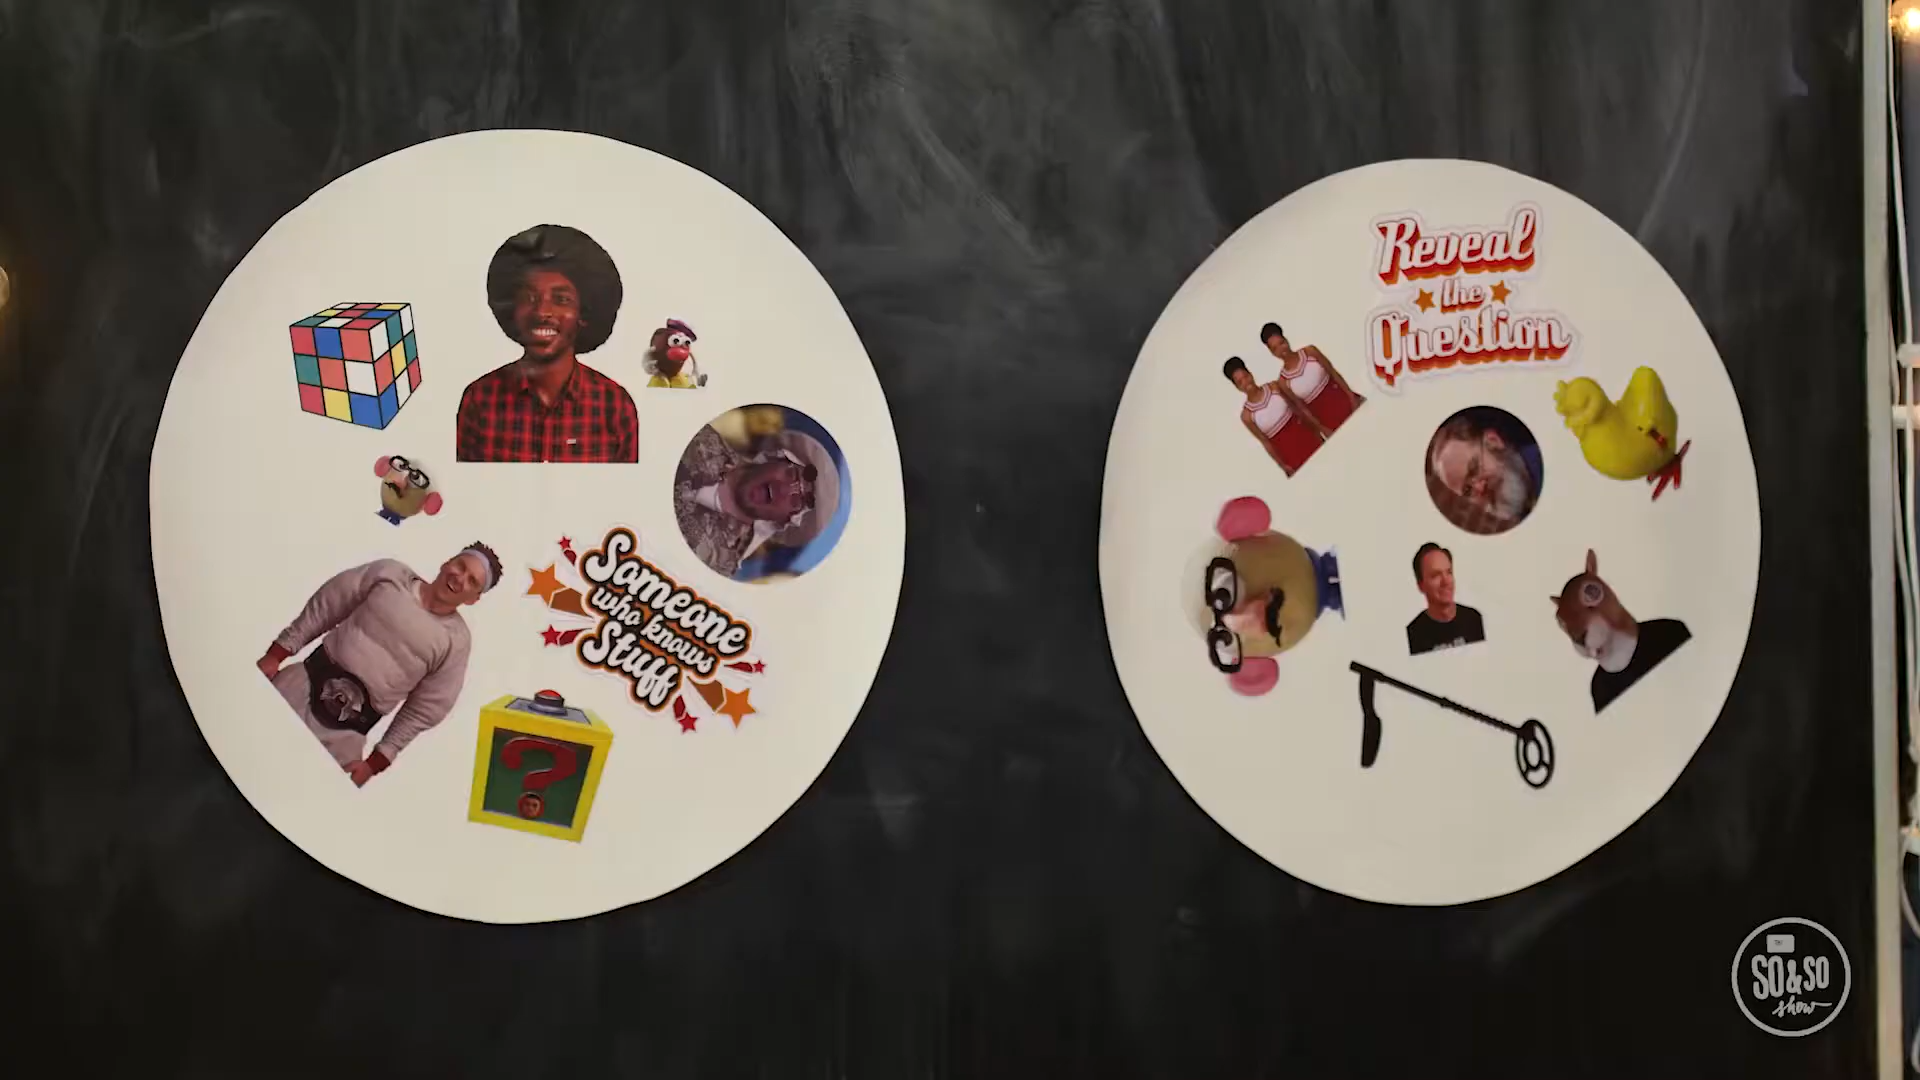 Someone
who knows
Stuff
?
Reveal
the
Question
SO & SO
show